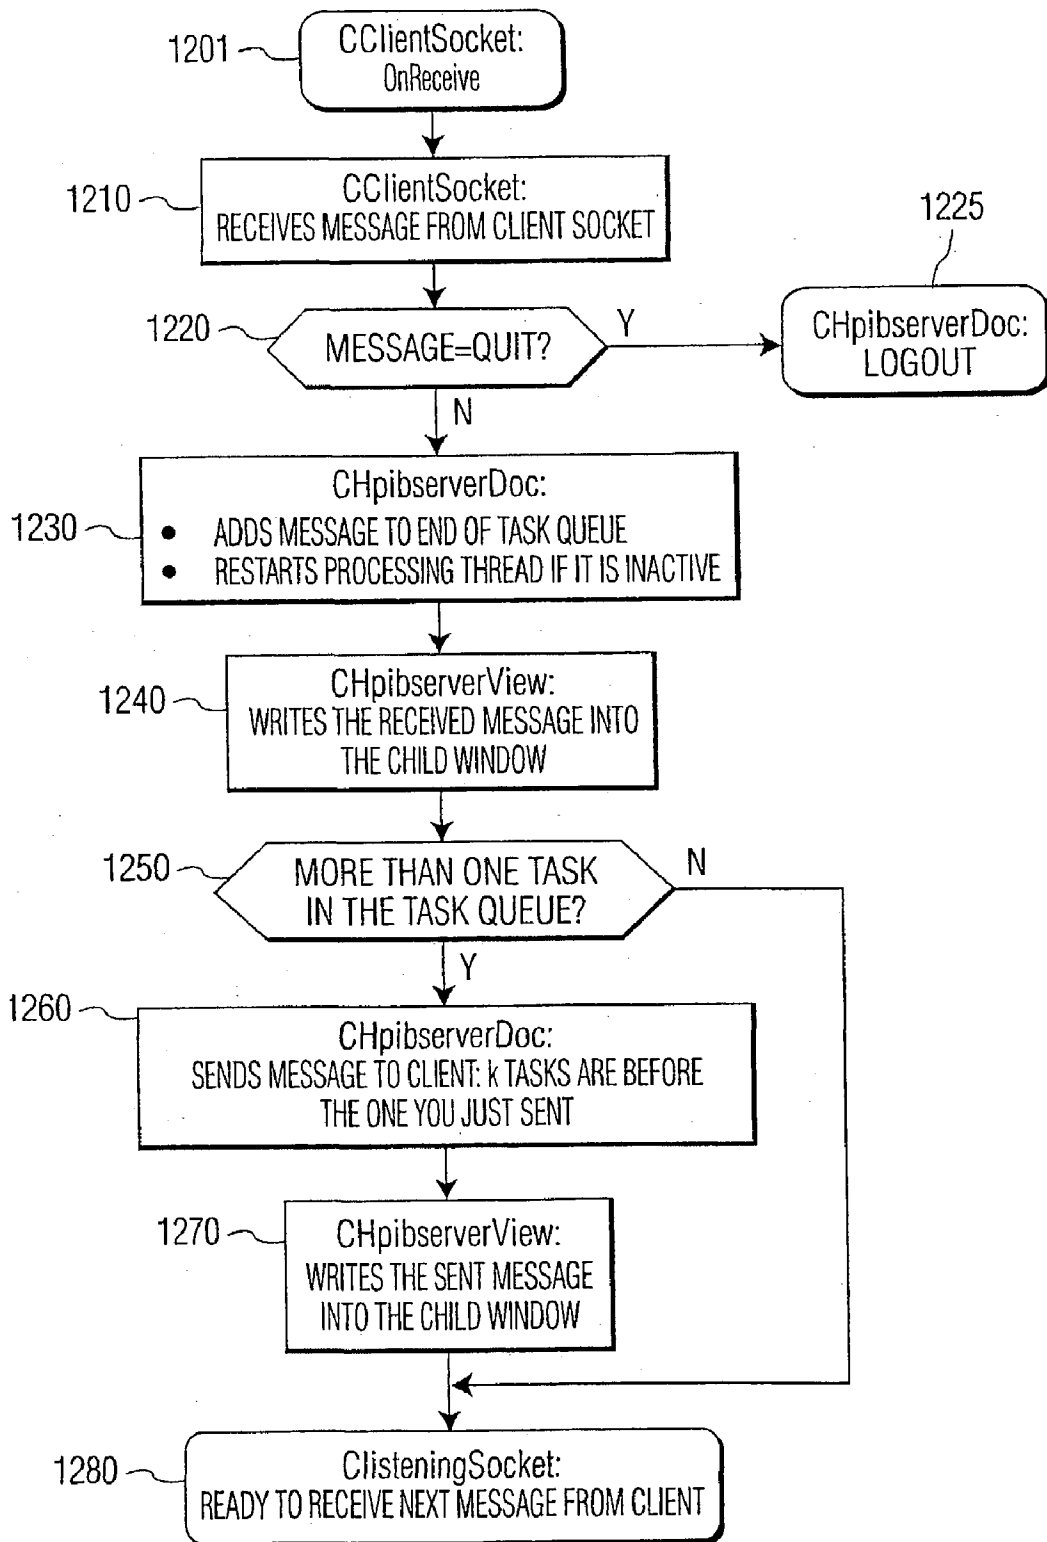 1201
CClientSocket:
OnReceive
1210
CClientSocket:
RECEIVES MESSAGE FROM CLIENT SOCKET
1220
MESSAGE=QUIT?
Y
1225
CHpibserverDoc:
LOGOUT
N
1230
CHpibserverDoc:
• ADDS MESSAGE TO END OF TASK QUEUE
• RESTARTS PROCESSING THREAD IF IT IS INACTIVE
1240
CHpibserverView:
WRITES THE RECEIVED MESSAGE INTO
THE CHILD WINDOW
1250
MORE THAN ONE TASK
IN THE TASK QUEUE?
N
Y
1260
CHpibserverDoc:
SENDS MESSAGE TO CLIENT: k TASKS ARE BEFORE
THE ONE YOU JUST SENT
1270
CHpibserverView:
WRITES THE SENT MESSAGE
INTO THE CHILD WINDOW
1280
ClisteningSocket:
READY TO RECEIVE NEXT MESSAGE FROM CLIENT